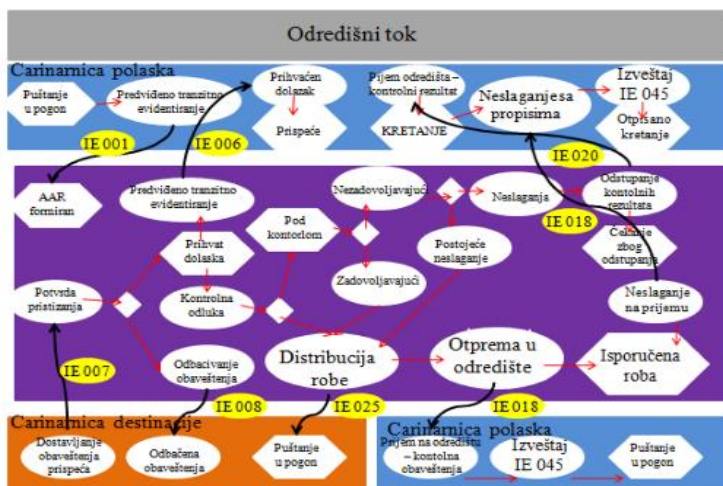 Odredišni tok
Carinarnica polaska
Puštanje
u pogon
Predviđeno tranzitno
evidentiranje
Prihvaćen
dolazak
Prispeće
Prijem odredišta –
kontrolni rezultat
KRETANJE
Neslaganje sa
propisima
Izveštaj
IE 045
Otpisano
kretanje
IE 001
IE 006
IE 020
AAR
formiran
Predviđeno tranzitno
evidentiranje
Nezadovoljavajući
Neslaganja
Odstupanje
kontolnih
rezultata
IE 018
Prihvat
dolaska
Pod
kontorlom
Postojeće
neslaganje
Čekanje
zbog
odstupanja
Potvrda
pristizanja
Kontrolna
odluka
Zadovoljavajući
Neslaganje
na prijemu
IE 007
Odbacivanje
obaveštenja
Distribucija
robe
Otprema u
odredište
Isporučena
roba
IE 008
IE 025
IE 018
Carinarnica destinacije
Carinarnica polaska
Dostavljanje
obaveštenja
prispeća
Odbačena
obaveštenja
Puštanje
u pogon
Prijem na odredištu
– kontolna
obaveštenja
Izveštaj
IE 045
Puštanje
u pogon